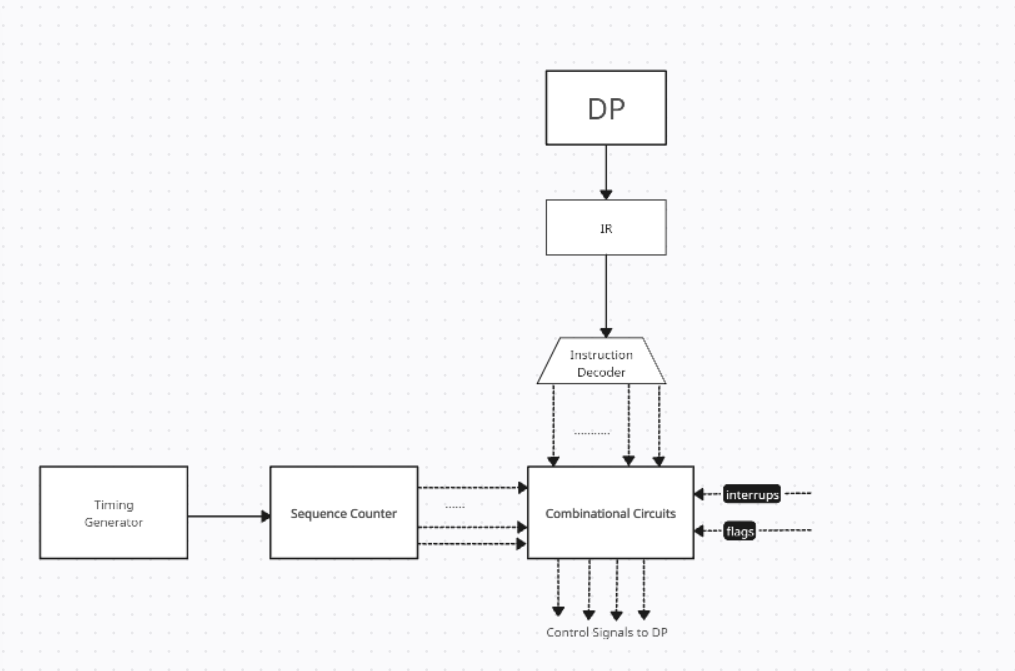 DP
IR
Instruction
Decoder
...........
Timing
Generator
Sequence Counter
......
Combinational Circuits
interrups
flags
Control Signals to DP